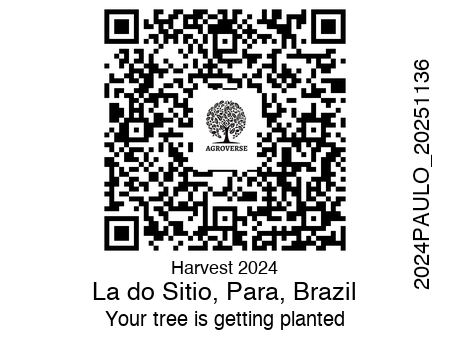 AGROVERSE
Harvest 2024
La do Sitio, Para, Brazil
Your tree is getting planted
2024PAULO_20251136